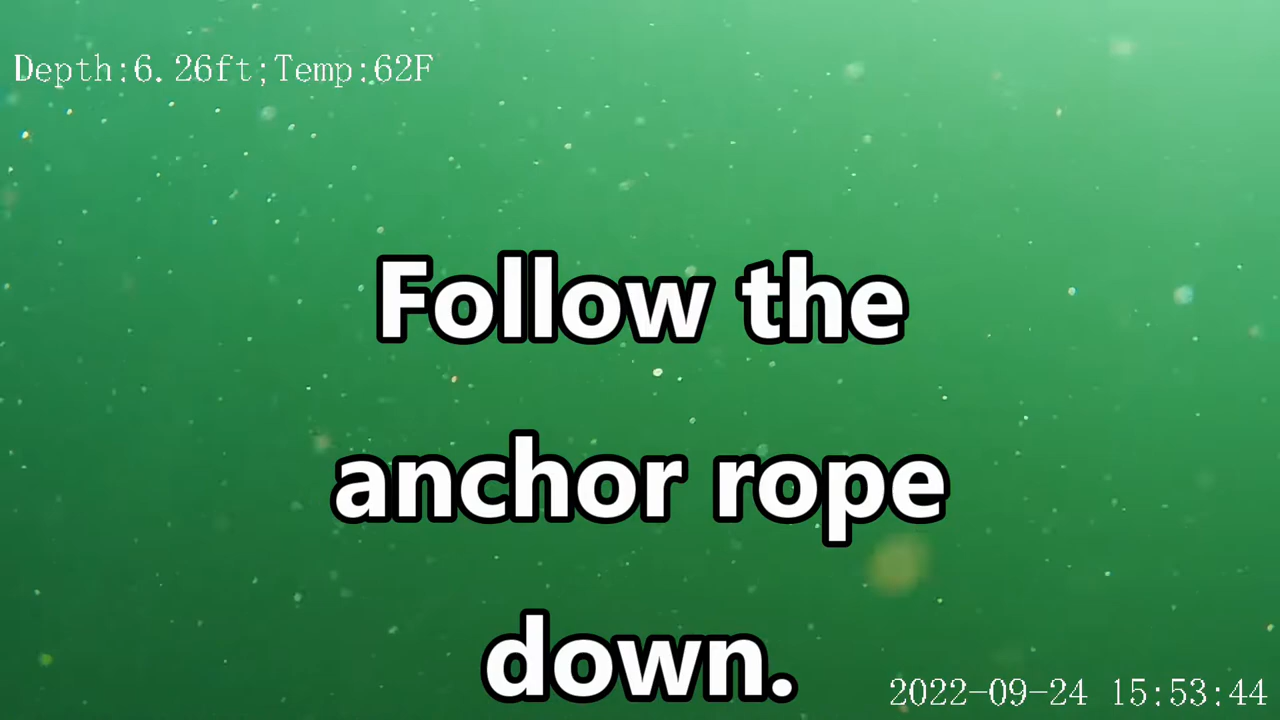 Depth:6.26ft;Temp:62F
Follow the
anchor rope
down.
2022-09-24 15:53:44